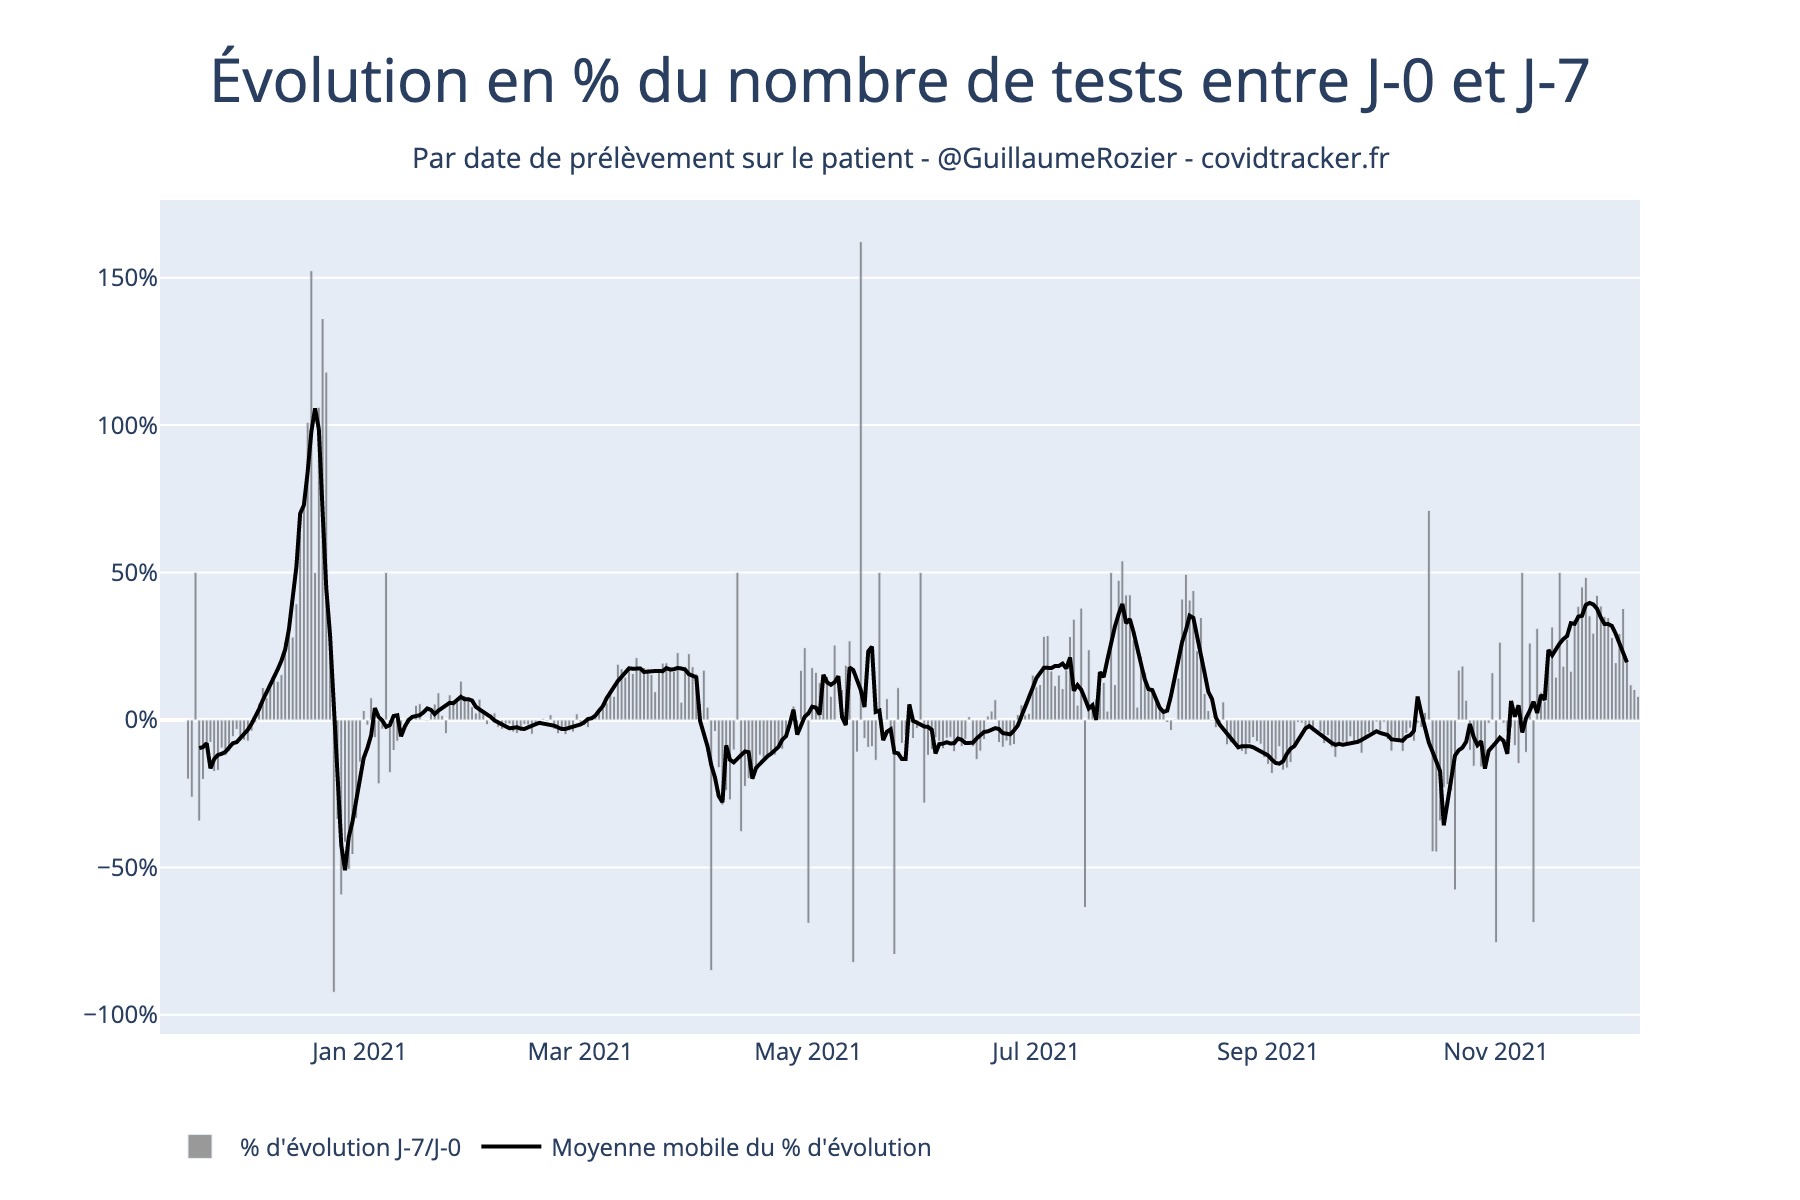 Évolution en % du nombre de tests entre J-0 et J-7
Par date de prélèvement sur le patient - @GuillaumeRozier - covidtracker.fr
150%
100%
50%
0%
−50%
−100%
Jan 2021 Mar 2021 May 2021 Jul 2021 Sep 2021 Nov 2021
% d'évolution J-7/J-0 Moyenne mobile du % d'évolution